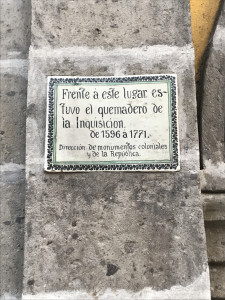 Frente a este lugar es-
tuvo el quemadero de
la Inquisicion.
de 1596 a 1771,.
Dirección de monumentos coloniales
y de la República.